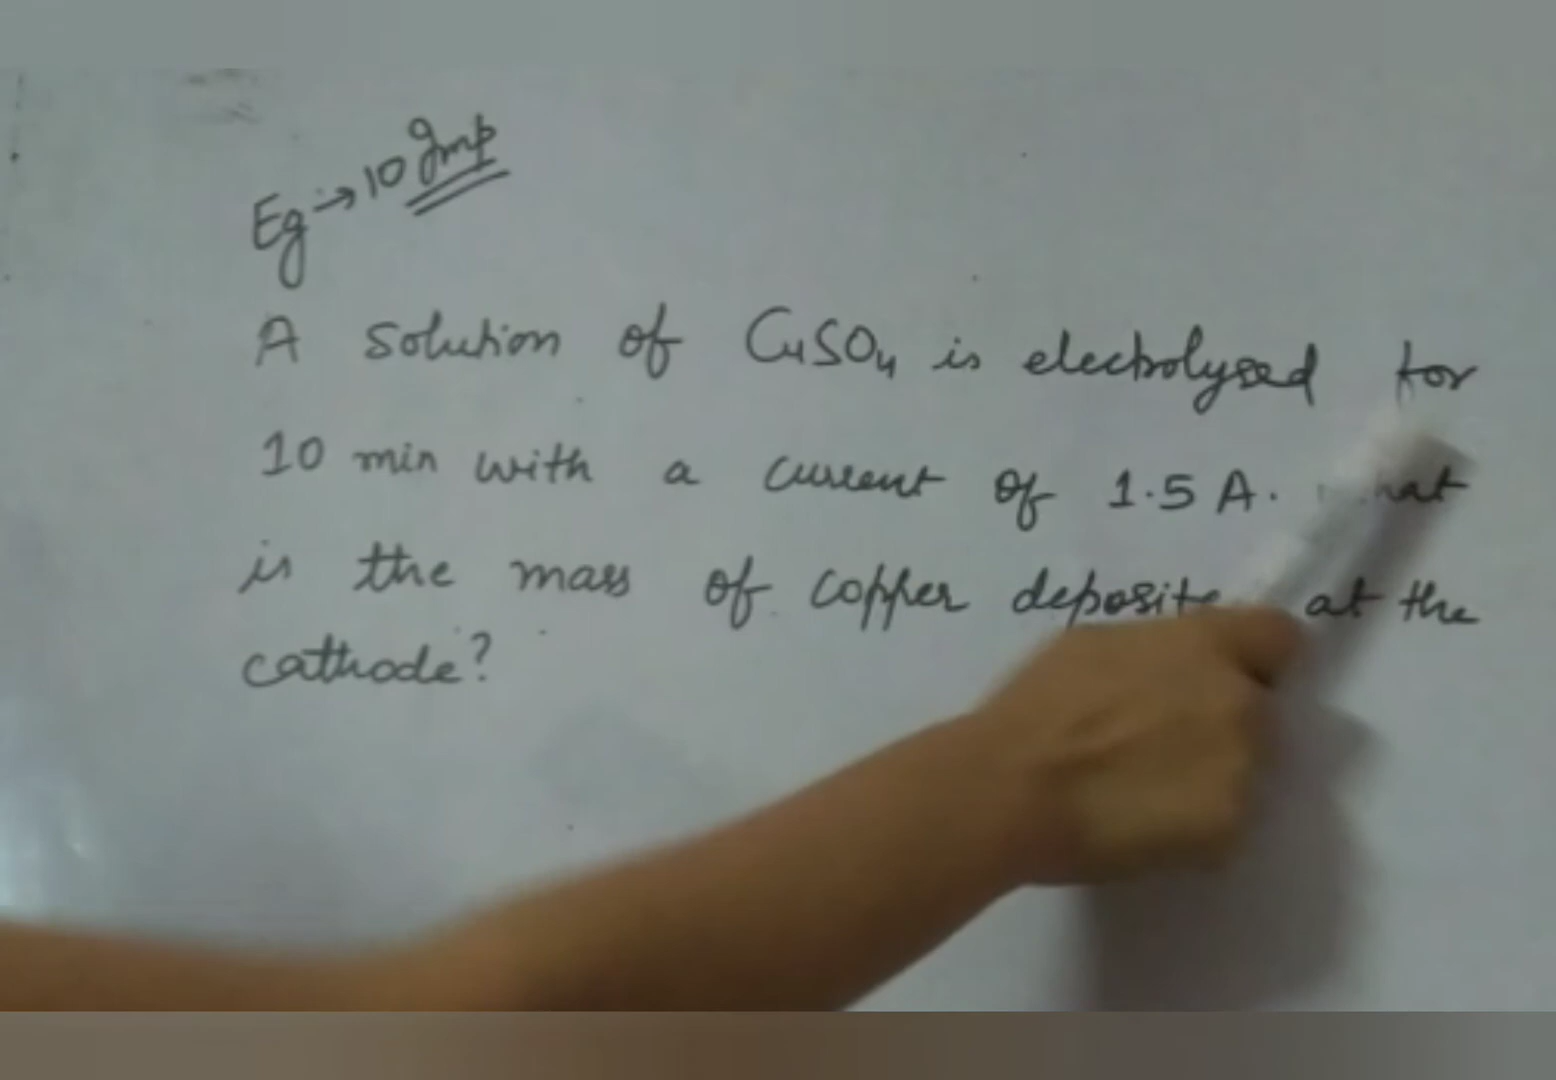 Eg → 10 Imp
A solution of CuSO4 is electrolysed for
10 min with a current of 1.5 A.
is the mass of copper at the
cathode?